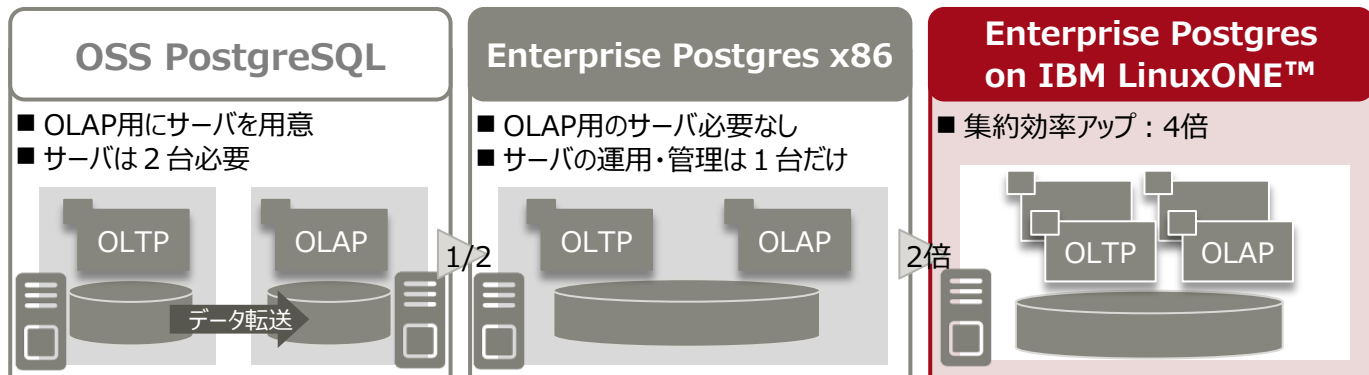 OSS PostgreSQL
■ OLAP用にサーバを用意
■ サーバは２台必要
OLTP
OLAP
データ転送
1/2
Enterprise Postgres x86
■ OLAP用のサーバ必要なし
■ サーバの運用・管理は１台だけ
OLTP
OLAP
2倍
Enterprise Postgres
on IBM LinuxONE™
■ 集約効率アップ：4倍
OLTP
OLAP